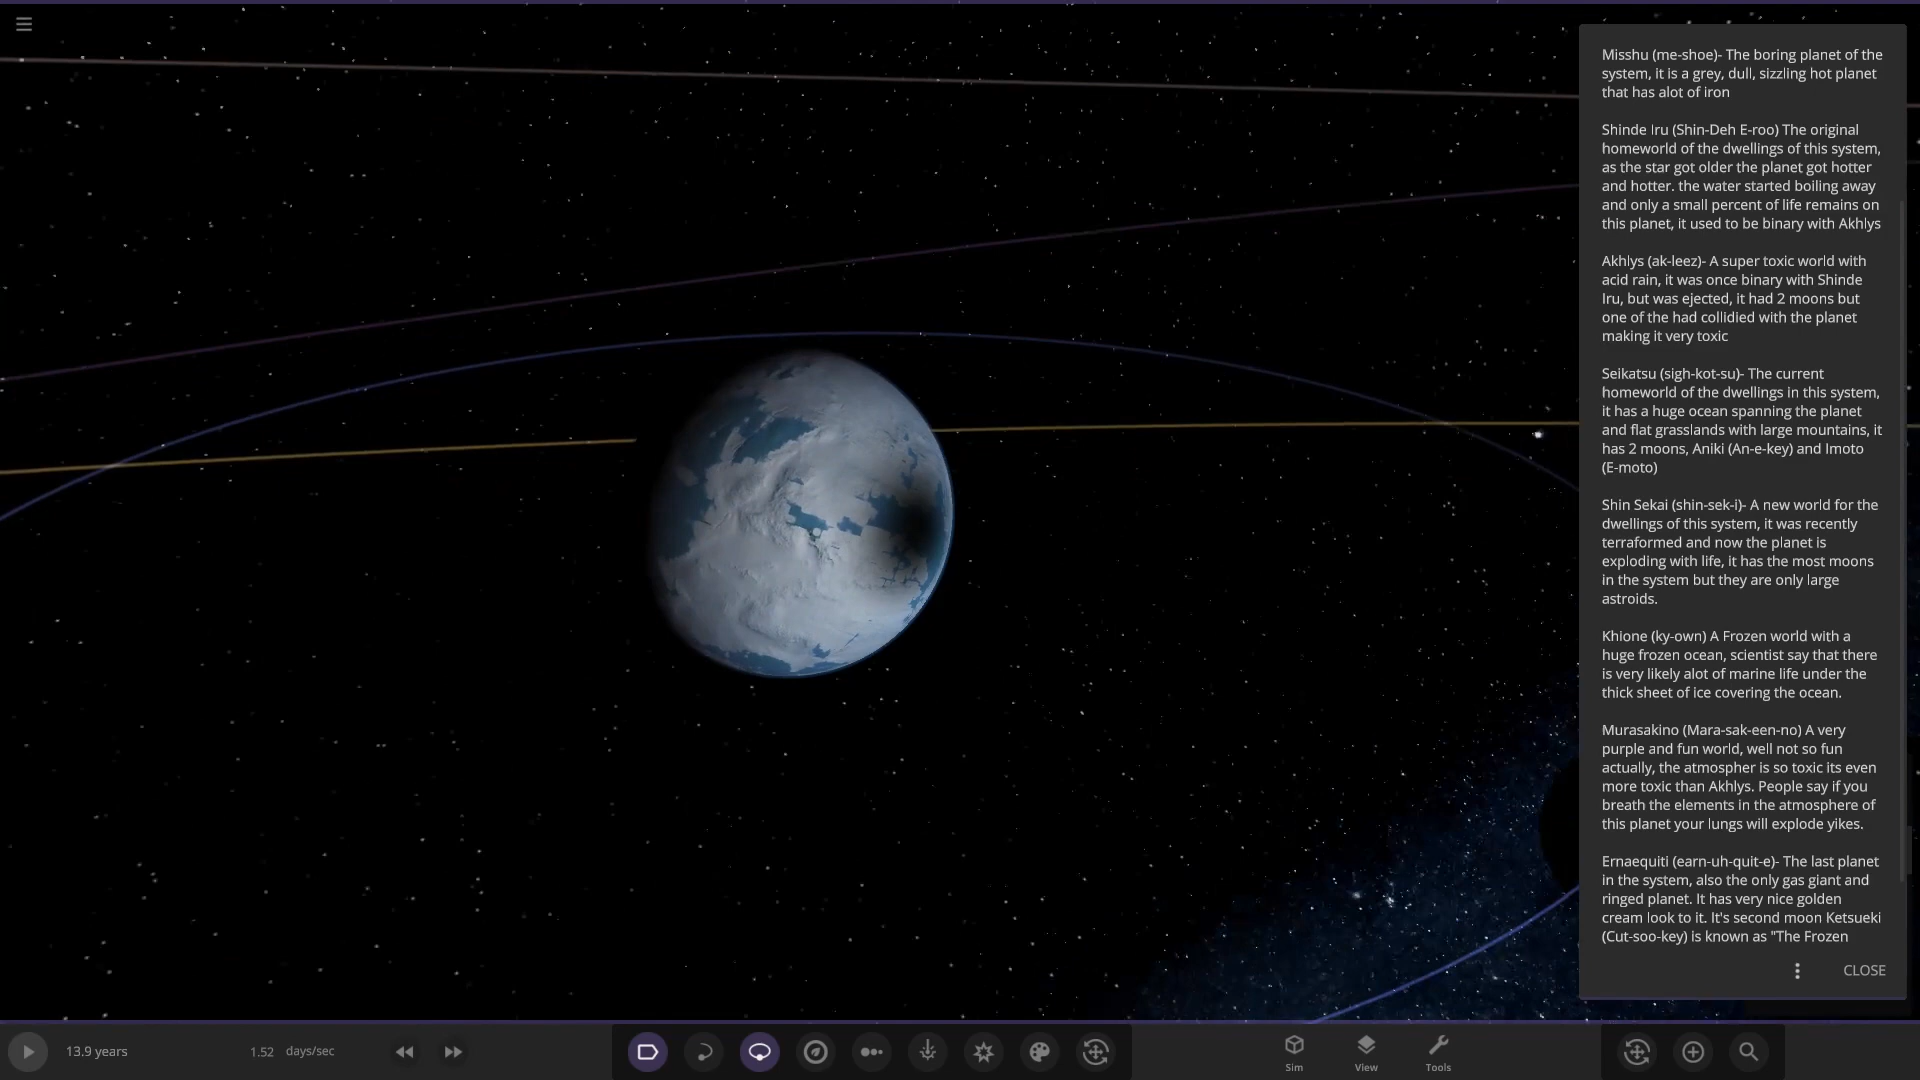 Misshu (me-shoe)- The boring planet of the
system, it is a grey, dull, sizzling hot planet
that has alot of iron
Shinde Iru (Shin-Deh E-roo) The original
homeworld of the dwellings of this system,
as the star got older the planet got hotter
and hotter. the water started boiling away
and only a small percent of life remains on
this planet, it used to be binary with Akhlys
Akhlys (ak-leez)- A super toxic world with
acid rain, it was once binary with Shinde
Iru, but was ejected, it had 2 moons but
one of the had collidied with the planet
making it very toxic
Seikatsu (sigh-kot-su)- The current
homeworld of the dwellings in this system,
it has a huge ocean spanning the planet
and flat grasslands with large mountains, it
has 2 moons, Aniki (An-e-key) and Imoto
(E-moto)
Shin Sekai (shin-sek-i)- A new world for the
dwellings of this system, it was recently
terraformed and now the planet is
exploding with life, it has the most moons
in the system but they are only large
astroids.
Khione (ky-own) A Frozen world with a
huge frozen ocean, scientist say that there
is very likely alot of marine life under the
thick sheet of ice covering the ocean.
Murasakino (Mara-sak-een-no) A very
purple and fun world, well not so fun
actually, the atmospher is so toxic its even
more toxic than Akhlys. People say if you
breath the elements in the atmosphere of
this planet your lungs will explode yikes.
Ernaequiti (earn-uh-quit-e)- The last planet
in the system, also the only gas giant and
ringed planet. It has very nice golden
cream look to it. It's second moon Ketsueki
(Cut-soo-key) is known as "The Frozen
CLOSE
13.9 years
1.52 days/sec
Sim
View
Tools